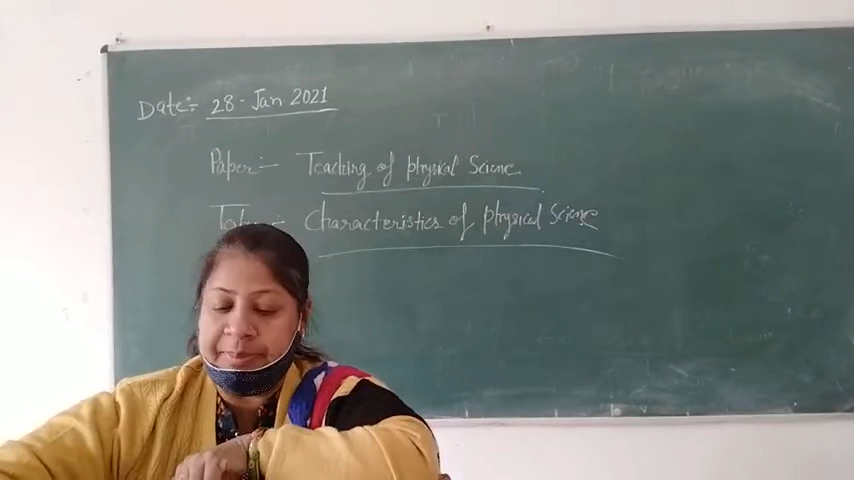 Date:- 28-Jan 2021
Paper:- Teaching of physical Science
Topic:- Characteristics of physical Science